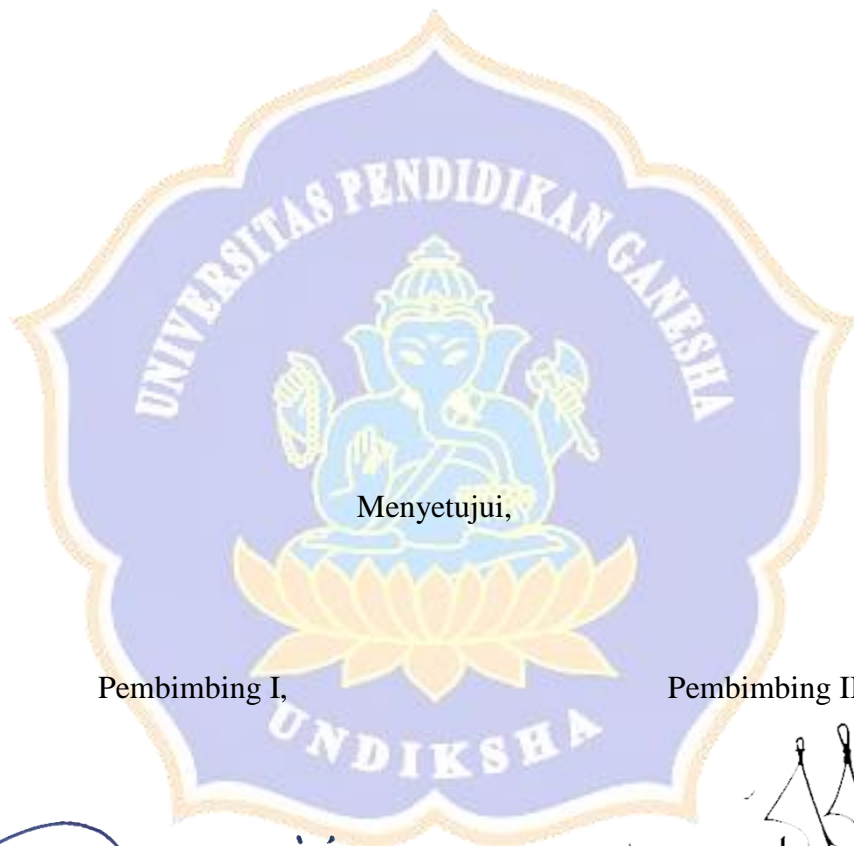 UNIVERSITAS PENDIDIKAN GANESHA
Menyetujui,
Pembimbing I,
Pembimbing II
UNDIKSHA